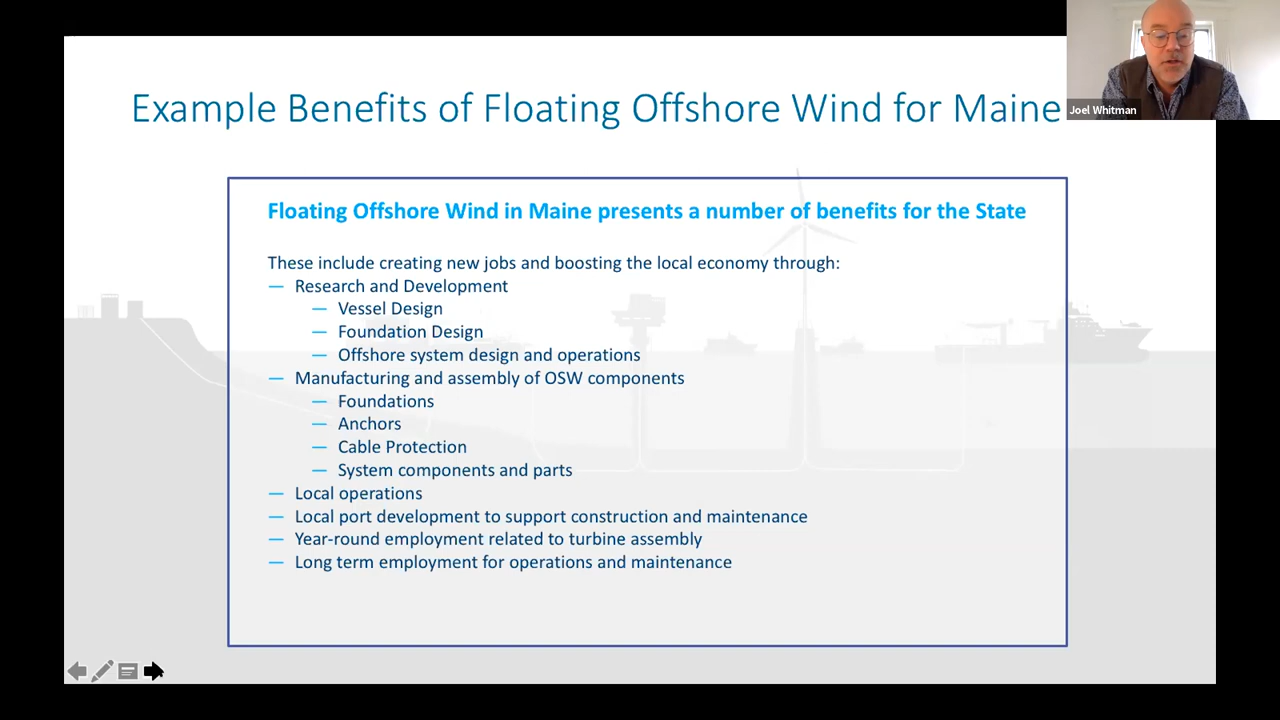 Example Benefits of Floating Offshore Wind for Maine
Joel Whitman
Floating Offshore Wind in Maine presents a number of benefits for the State
These include creating new jobs and boosting the local economy through:
— Research and Development
— Vessel Design
— Foundation Design
— Offshore system design and operations
— Manufacturing and assembly of OSW components
— Foundations
— Anchors
— Cable Protection
— System components and parts
— Local operations
— Local port development to support construction and maintenance
— Year-round employment related to turbine assembly
— Long term employment for operations and maintenance